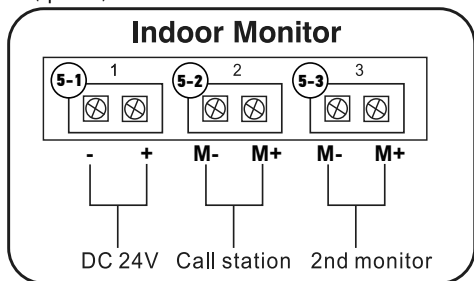 Indoor Monitor
5-1 1 5-2 2 5-3 3
- + M- M+ M- M+
DC 24V Call station 2nd monitor